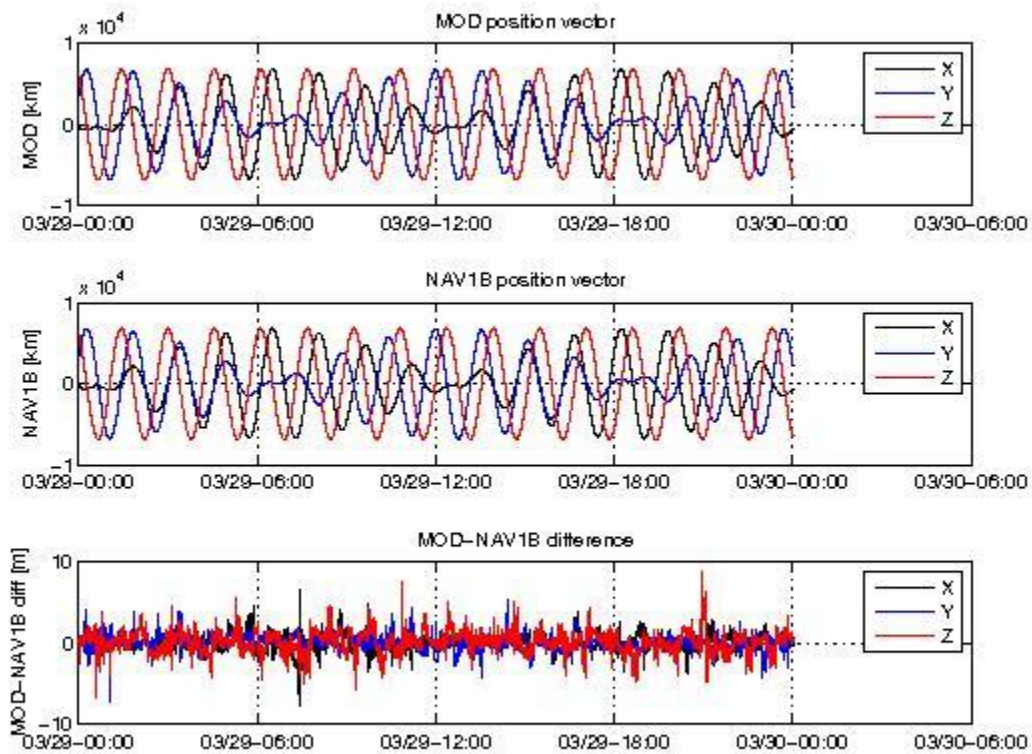 MOD position vector
x 10^4
1
0
-1
MOD [km]
X
Y
Z
03/29-00:00 03/29-06:00 03/29-12:00 03/29-18:00 03/30-00:00 03/30-06:00
NAV1B position vector
x 10^4
1
0
-1
NAV1B [km]
X
Y
Z
03/29-00:00 03/29-06:00 03/29-12:00 03/29-18:00 03/30-00:00 03/30-06:00
MOD-NAV1B difference
10
0
-10
MOD-NAV1B diff [m]
X
Y
Z
03/29-00:00 03/29-06:00 03/29-12:00 03/29-18:00 03/30-00:00 03/30-06:00